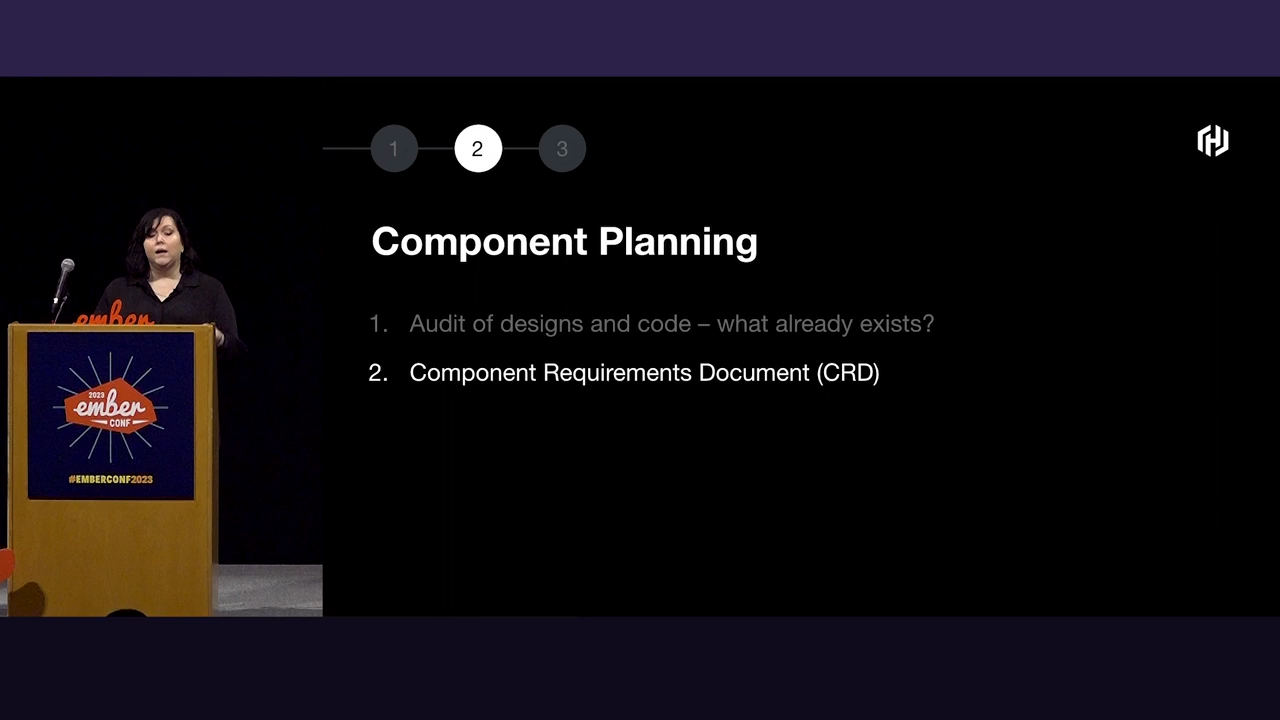 1
2
3
Component Planning
1. Audit of designs and code – what already exists?
2. Component Requirements Document (CRD)
ember
2023
ember
CONF
#EMBERCONF2023